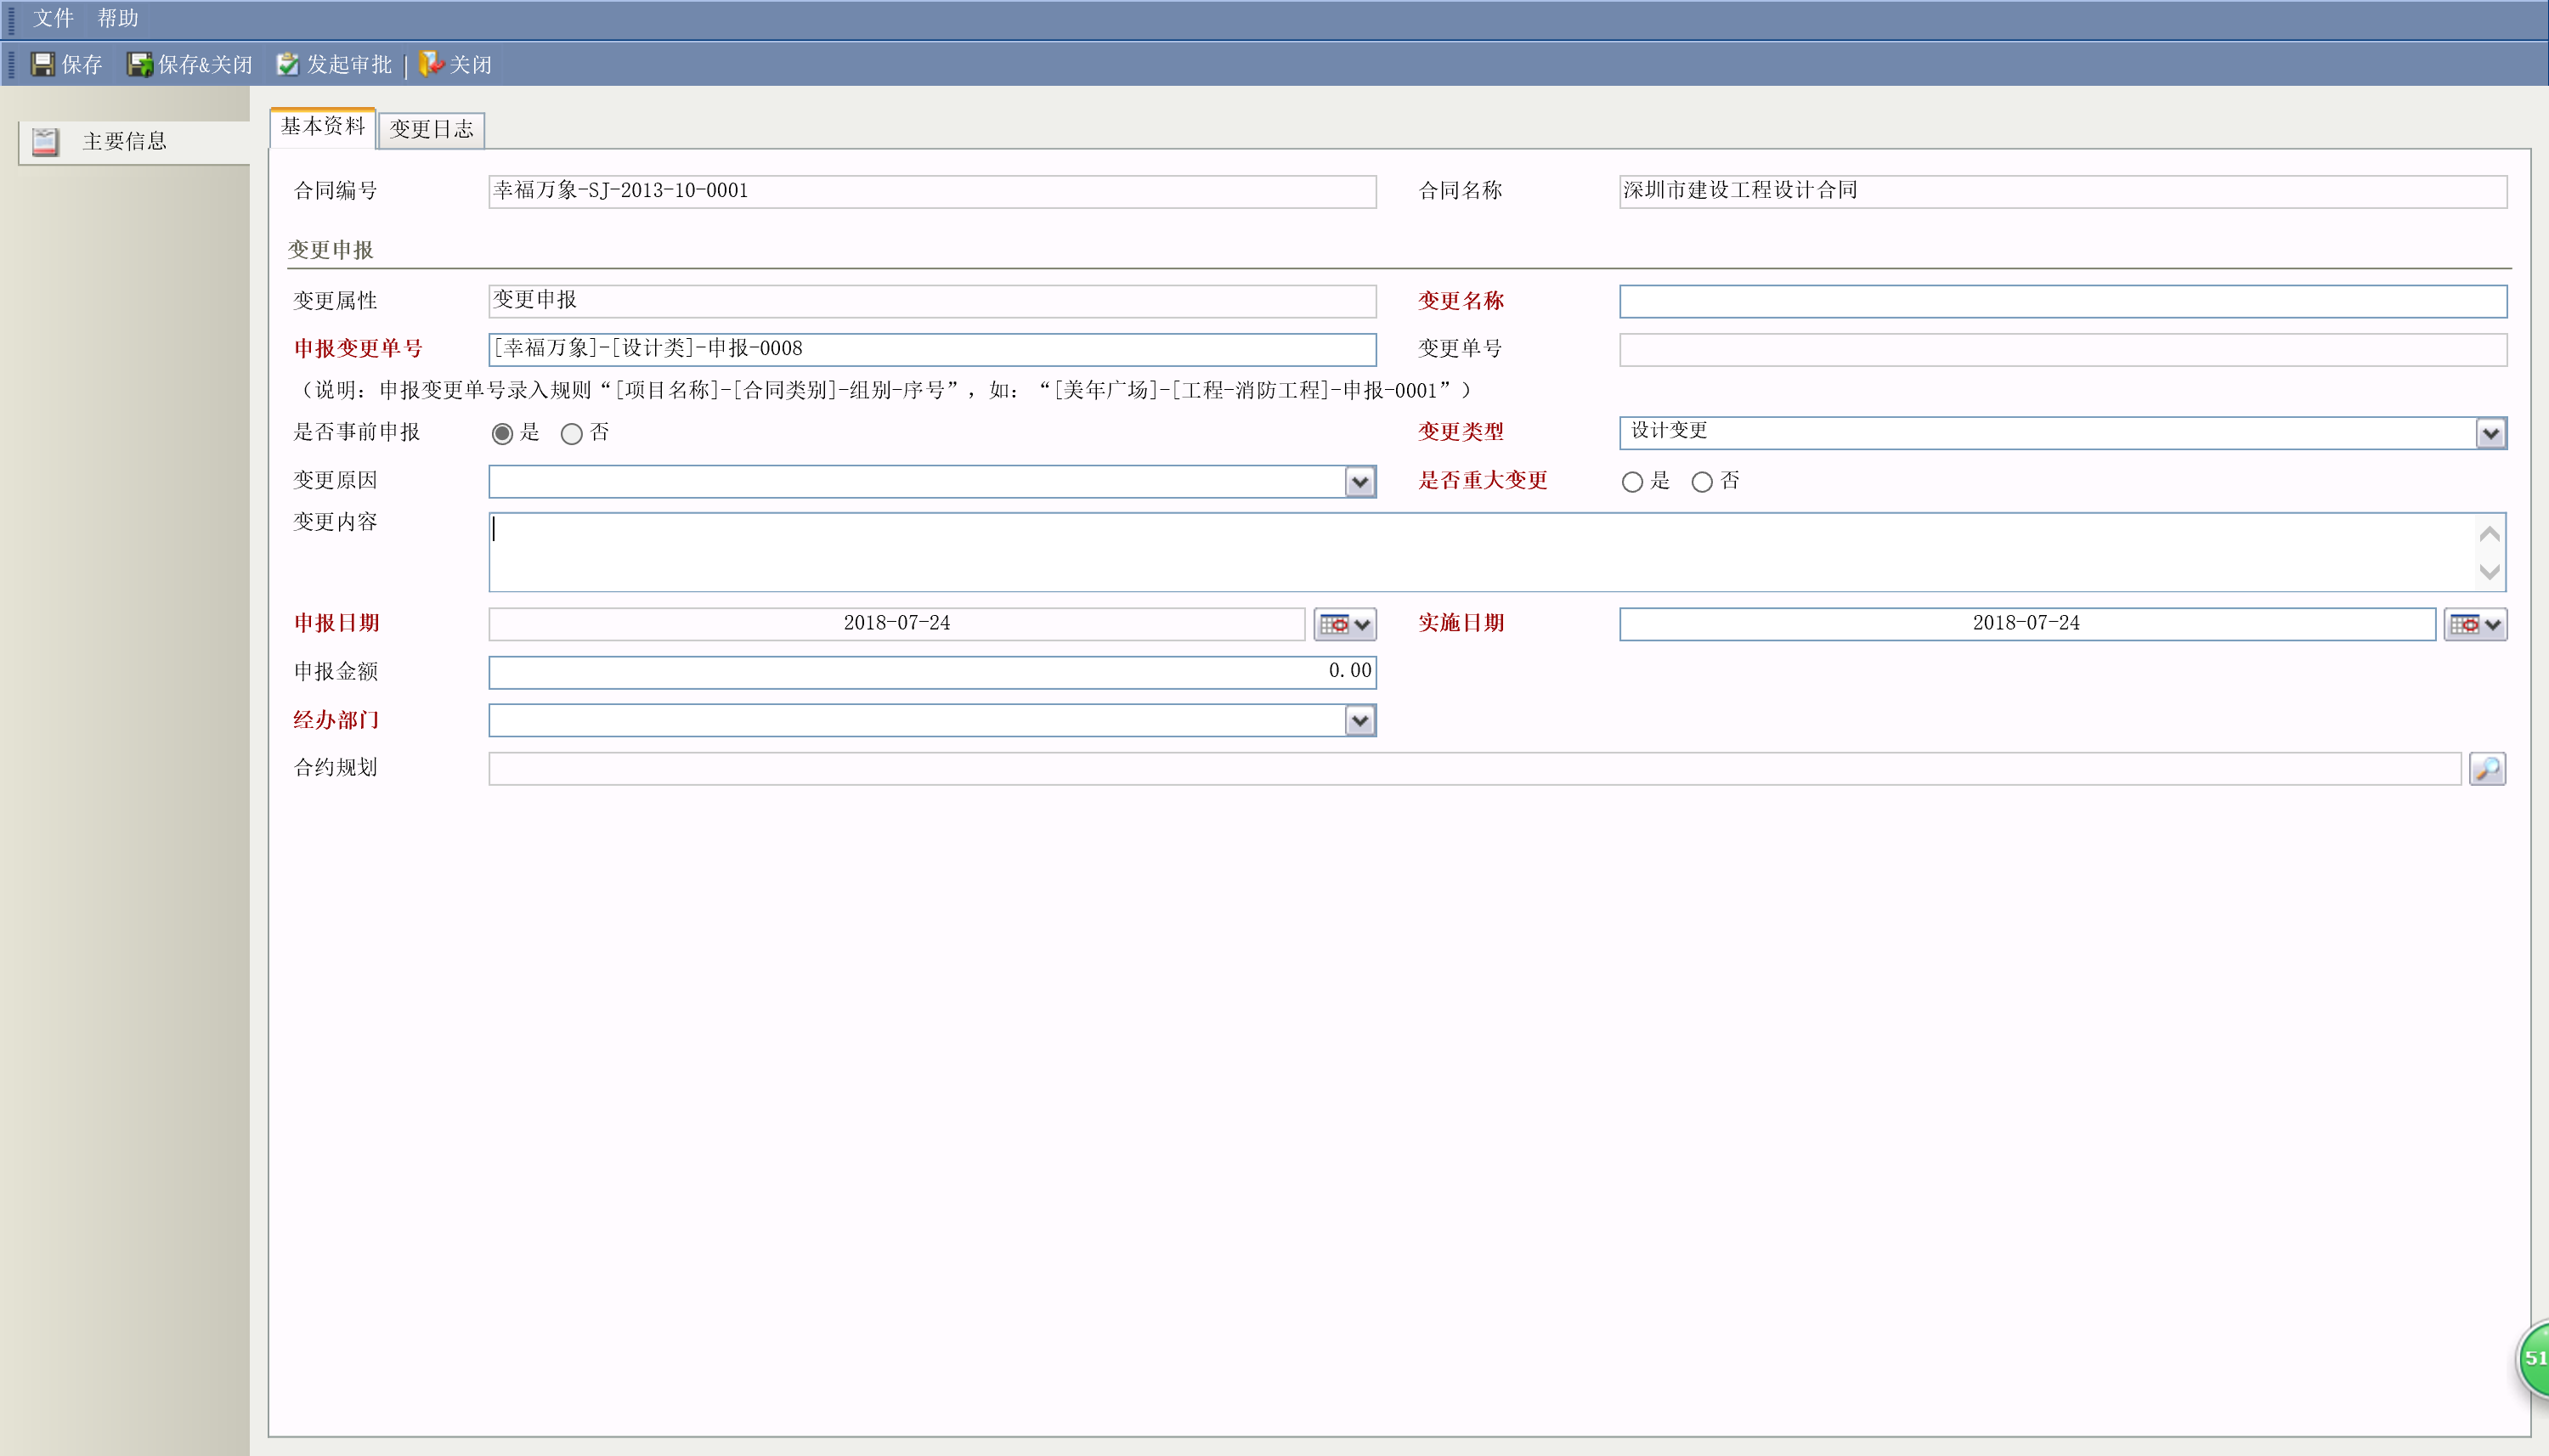 文件 帮助
保存 保存&关闭 发起审批 | 关闭
主要信息
基本资料 变更日志
合同编号 幸福万象-SJ-2013-10-0001 合同名称 深圳市建设工程设计合同
变更申报
变更属性 变更申报 变更名称
申报变更单号 [幸福万象]-[设计类]-申报-0008 变更单号
（说明：申报变更单号录入规则“[项目名称]-[合同类别]-组别-序号”，如：“[美年广场]-[工程-消防工程]-申报-0001”）
是否事前申报 是 否 变更类型 设计变更
变更原因 是否重大变更 是 否
变更内容
申报日期 2018-07-24 实施日期 2018-07-24
申报金额 0.00
经办部门
合约规划
51